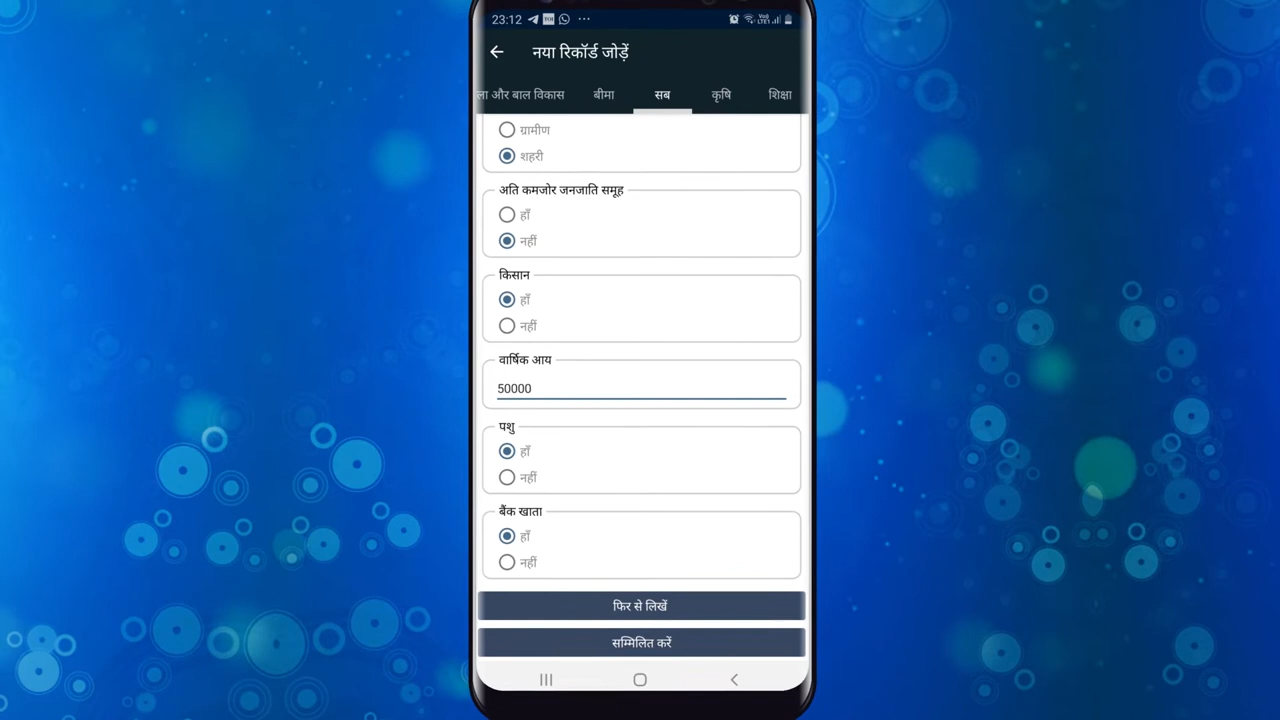 23:12
नया रिकॉर्ड जोड़ें
ला और बाल विकास बीमा सब कृषि शिक्षा
ग्रामीण
शहरी
अति कमजोर जनजाति समूह
हाँ
नहीं
किसान
हाँ
नहीं
वार्षिक आय
50000
पशु
हाँ
नहीं
बैंक खाता
हाँ
नहीं
फिर से लिखें
सम्मिलित करें